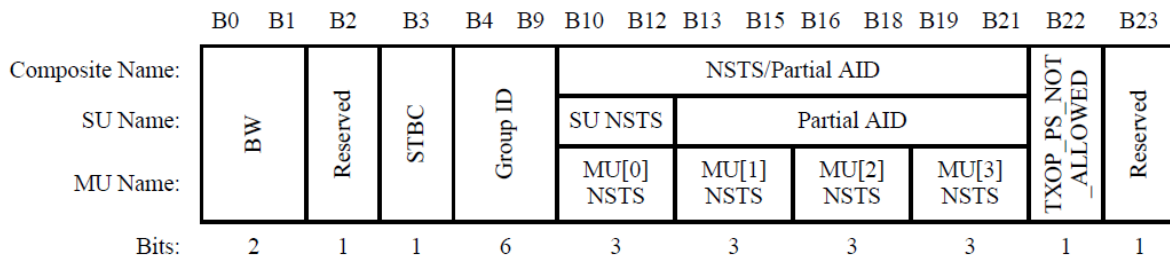 B0 B1 B2 B3 B4 B9 B10 B12 B13 B15 B16 B18 B19 B21 B22 B23
Composite Name:
SU Name:
MU Name:
BW
Reserved
STBC
Group ID
NSTS/Partial AID
SU NSTS
Partial AID
MU[0]
NSTS
MU[1]
NSTS
MU[2]
NSTS
MU[3]
NSTS
TXOP_PS_NOT
_ALLOWED
Reserved
Bits: 2 1 1 6 3 3 3 3 1 1